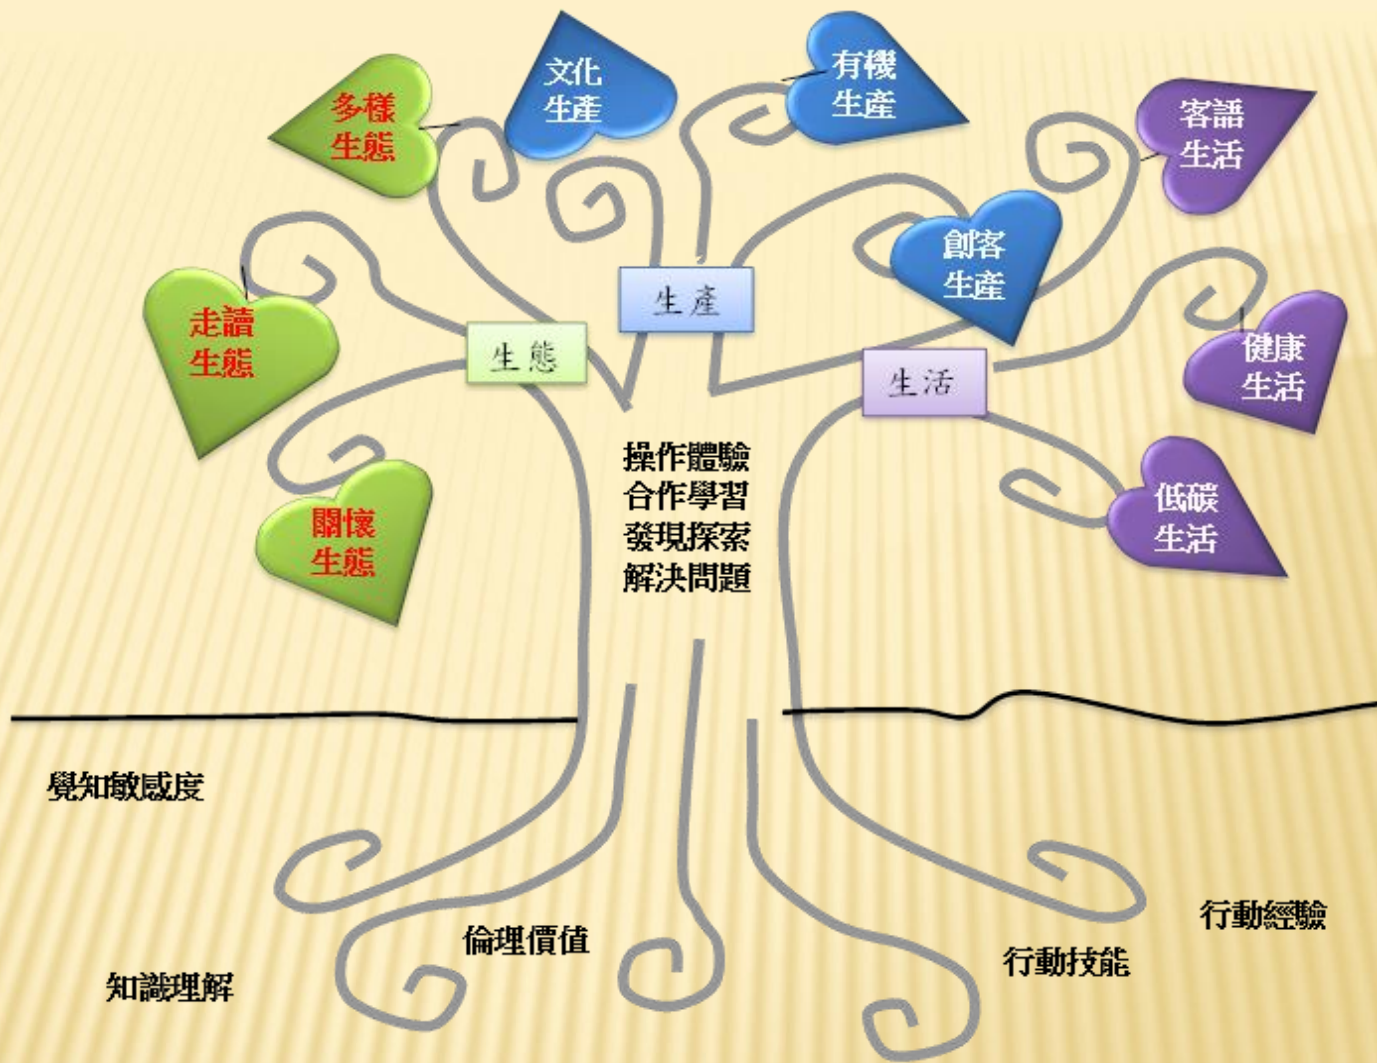 文化
生產
有機
生產
多樣
生態
客語
生活
創客
生產
生產
走讀
生態
生態
生活
健康
生活
操作體驗
合作學習
發現探索
解決問題
低碳
生活
關懷
生態
覺知敏感度
行動經驗
倫理價值
行動技能
知識理解